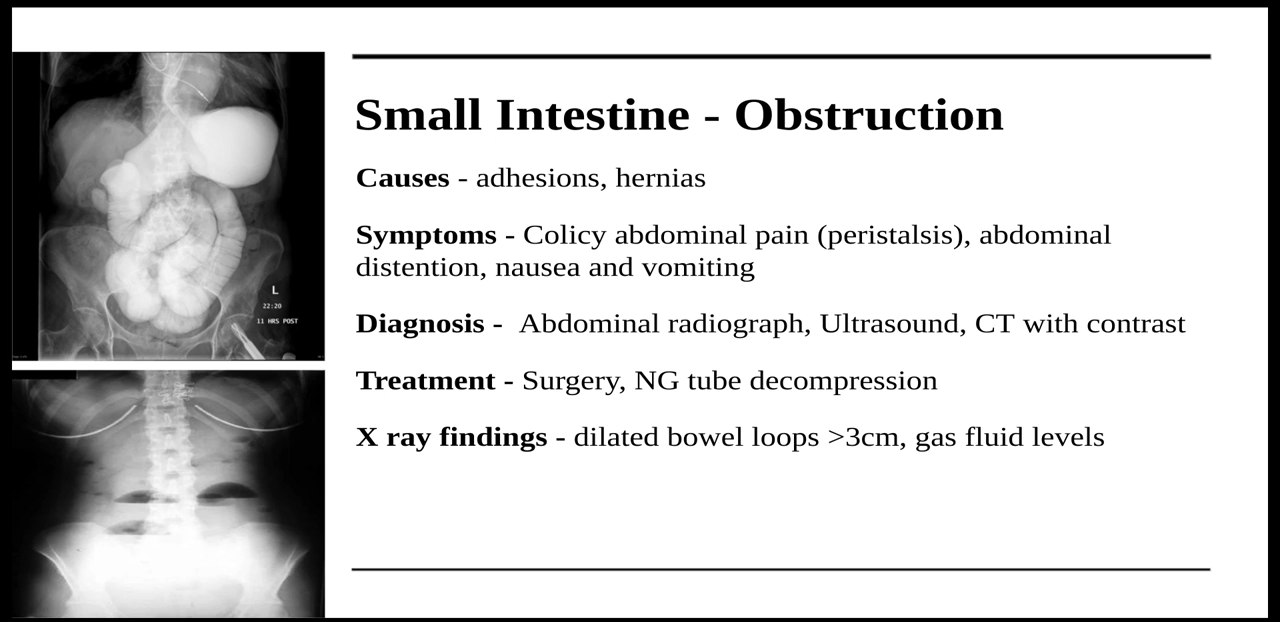 L
22:20
11 HRS POST
Small Intestine - Obstruction
Causes - adhesions, hernias
Symptoms - Colicy abdominal pain (peristalsis), abdominal
distention, nausea and vomiting
Diagnosis - Abdominal radiograph, Ultrasound, CT with contrast
Treatment - Surgery, NG tube decompression
X ray findings - dilated bowel loops >3cm, gas fluid levels